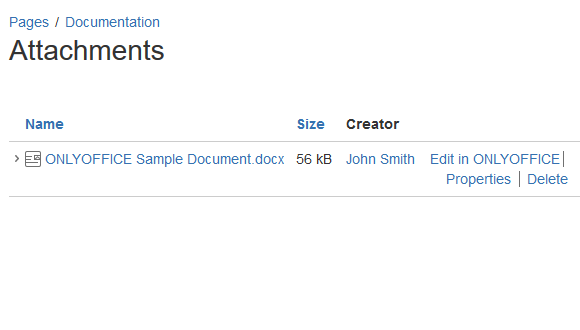 Pages / Documentation
Attachments
Name Size Creator
ONLYOFFICE Sample Document.docx 56 kB John Smith Edit in ONLYOFFICE|
Properties | Delete